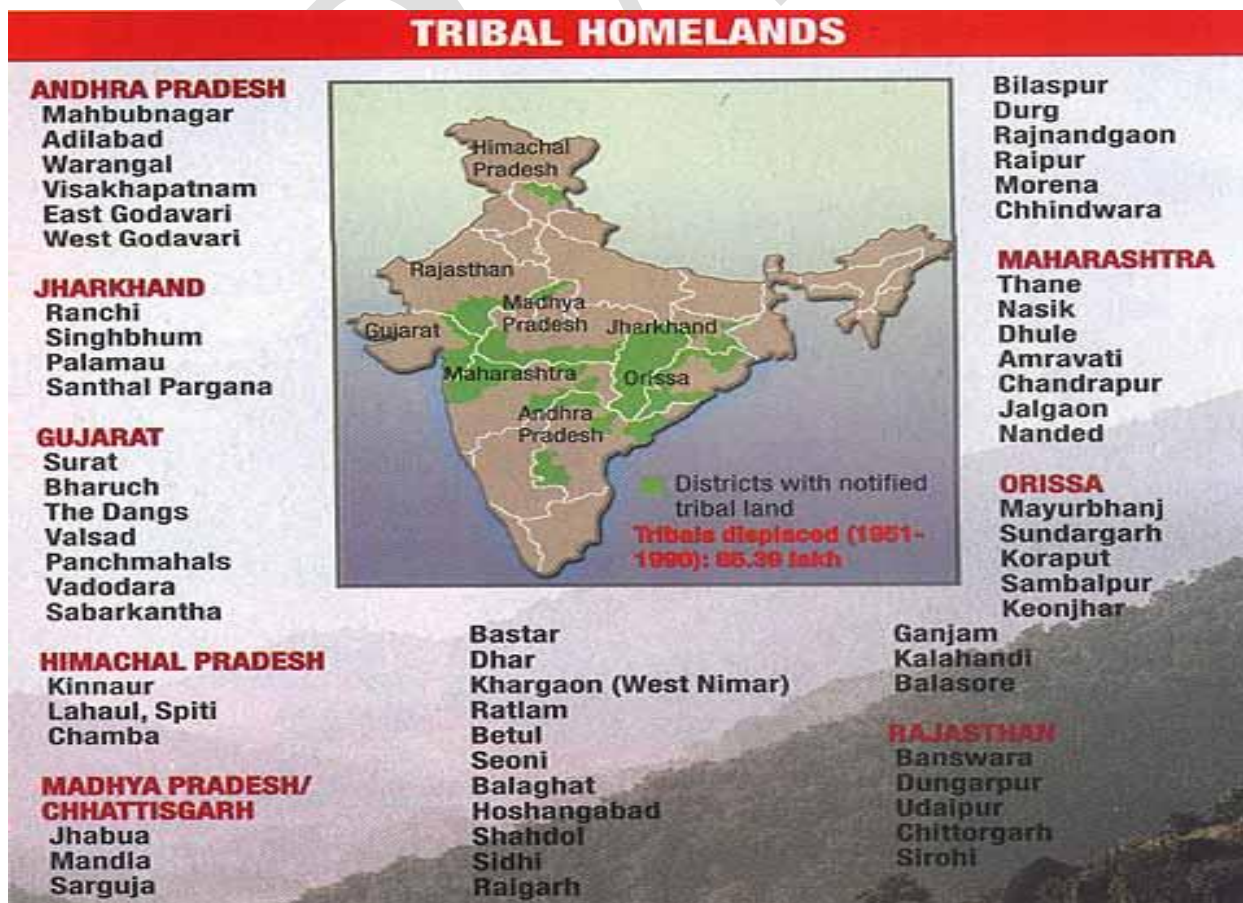 TRIBAL HOMELANDS
ANDHRA PRADESH
Mahbubnagar
Adilabad
Warangal
Visakhapatnam
East Godavari
West Godavari
JHARKHAND
Ranchi
Singhbhum
Palamau
Santhal Pargana
GUJARAT
Surat
Bharuch
The Dangs
Valsad
Panchmahals
Vadodara
Sabarkantha
HIMACHAL PRADESH
Kinnaur
Lahaul, Spiti
Chamba
MADHYA PRADESH/
CHHATTISGARH
Jhabua
Mandla
Sarguja
Bastar
Dhar
Khargaon (West Nimar)
Ratlam
Betul
Seoni
Balaghat
Hoshangabad
Shahdol
Sidhi
Raigarh
Bilaspur
Durg
Rajnandgaon
Raipur
Morena
Chhindwara
MAHARASHTRA
Thane
Nasik
Dhule
Amravati
Chandrapur
Jalgaon
Nanded
ORISSA
Mayurbhanj
Sundargarh
Koraput
Sambalpur
Keonjhar
Ganjam
Kalahandi
Balasore
RAJASTHAN
Banswara
Dungarpur
Udaipur
Chittorgarh
Sirohi
Himachal
Pradesh
Rajasthan
Madhya
Pradesh
Jharkhand
Gujarat
Maharashtra
Orissa
Andhra
Pradesh
Districts with notified
tribal land
Tribals displaced (1951-
1990): 85.39 lakh